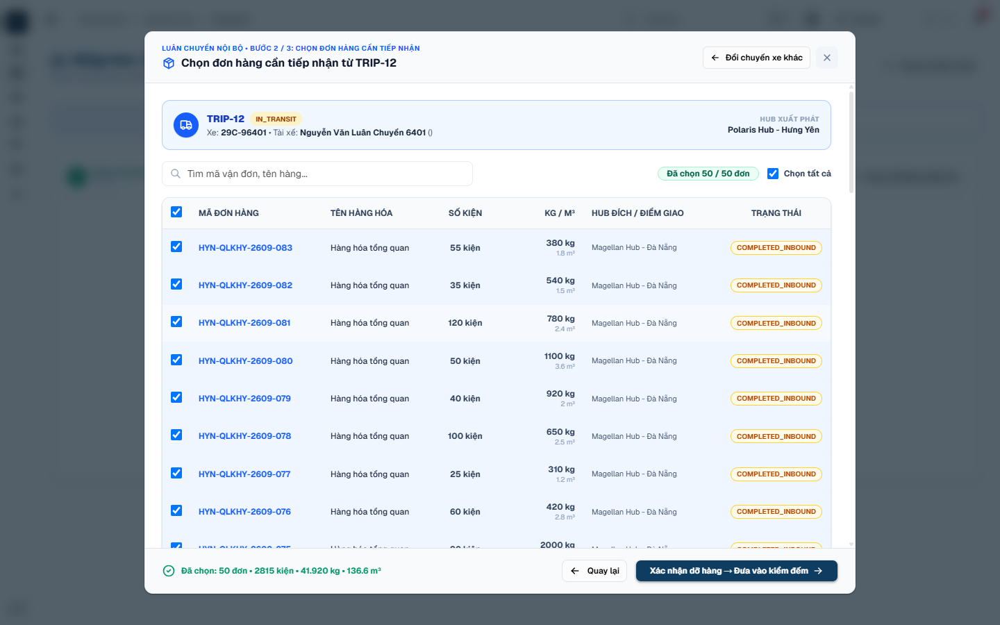 LUÂN CHUYỂN NỘI BỘ • BƯỚC 2 / 3: CHỌN ĐƠN HÀNG CẦN TIẾP NHẬN
Chọn đơn hàng cần tiếp nhận từ TRIP-12
← Đổi chuyến xe khác
TRIP-12 IN_TRANSIT
Xe: 29C-96401 • Tài xế: Nguyễn Văn Luân Chuyển 6401 ()
HUB XUẤT PHÁT
Polaris Hub - Hưng Yên
Tìm mã vận đơn, tên hàng...
Đã chọn 50 / 50 đơn
Chọn tất cả
MÃ ĐƠN HÀNG TÊN HÀNG HÓA SỐ KIỆN KG / M³ HUB ĐÍCH / ĐIỂM GIAO TRẠNG THÁI
HYN-QLKHY-2609-083 Hàng hóa tổng quan 55 kiện 380 kg Magellan Hub - Đà Nẵng COMPLETED_INBOUND
1.8 m³
HYN-QLKHY-2609-082 Hàng hóa tổng quan 35 kiện 540 kg Magellan Hub - Đà Nẵng COMPLETED_INBOUND
1.5 m³
HYN-QLKHY-2609-081 Hàng hóa tổng quan 120 kiện 780 kg Magellan Hub - Đà Nẵng COMPLETED_INBOUND
2.4 m³
HYN-QLKHY-2609-080 Hàng hóa tổng quan 50 kiện 1100 kg Magellan Hub - Đà Nẵng COMPLETED_INBOUND
3.6 m³
HYN-QLKHY-2609-079 Hàng hóa tổng quan 40 kiện 920 kg Magellan Hub - Đà Nẵng COMPLETED_INBOUND
2 m³
HYN-QLKHY-2609-078 Hàng hóa tổng quan 100 kiện 650 kg Magellan Hub - Đà Nẵng COMPLETED_INBOUND
2.5 m³
HYN-QLKHY-2609-077 Hàng hóa tổng quan 25 kiện 310 kg Magellan Hub - Đà Nẵng COMPLETED_INBOUND
1.2 m³
HYN-QLKHY-2609-076 Hàng hóa tổng quan 60 kiện 420 kg Magellan Hub - Đà Nẵng COMPLETED_INBOUND
2.8 m³
2000 kg
Đã chọn: 50 đơn • 2815 kiện • 41.920 kg • 136.6 m³
← Quay lại
Xác nhận dỡ hàng → Đưa vào kiểm đếm →